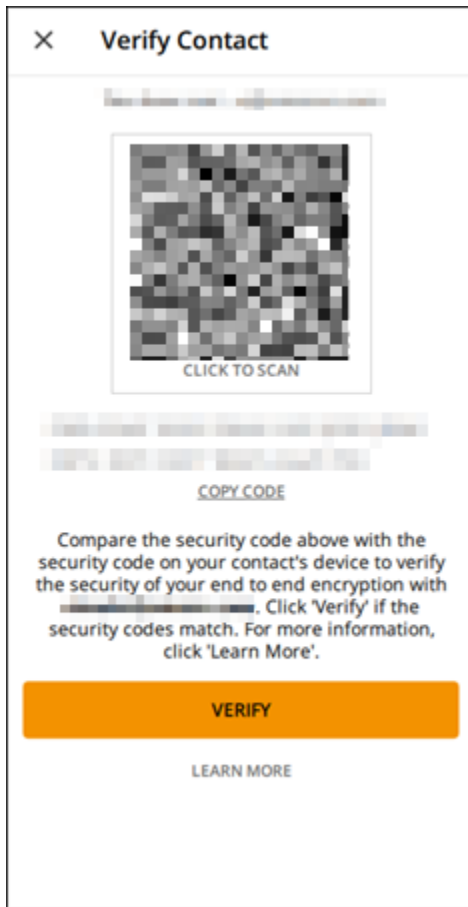 Verify Contact
CLICK TO SCAN
COPY CODE
Compare the security code above with the
security code on your contact's device to verify
the security of your end to end encryption with
. Click 'Verify' if the
security codes match. For more information,
click 'Learn More'.
VERIFY
LEARN MORE